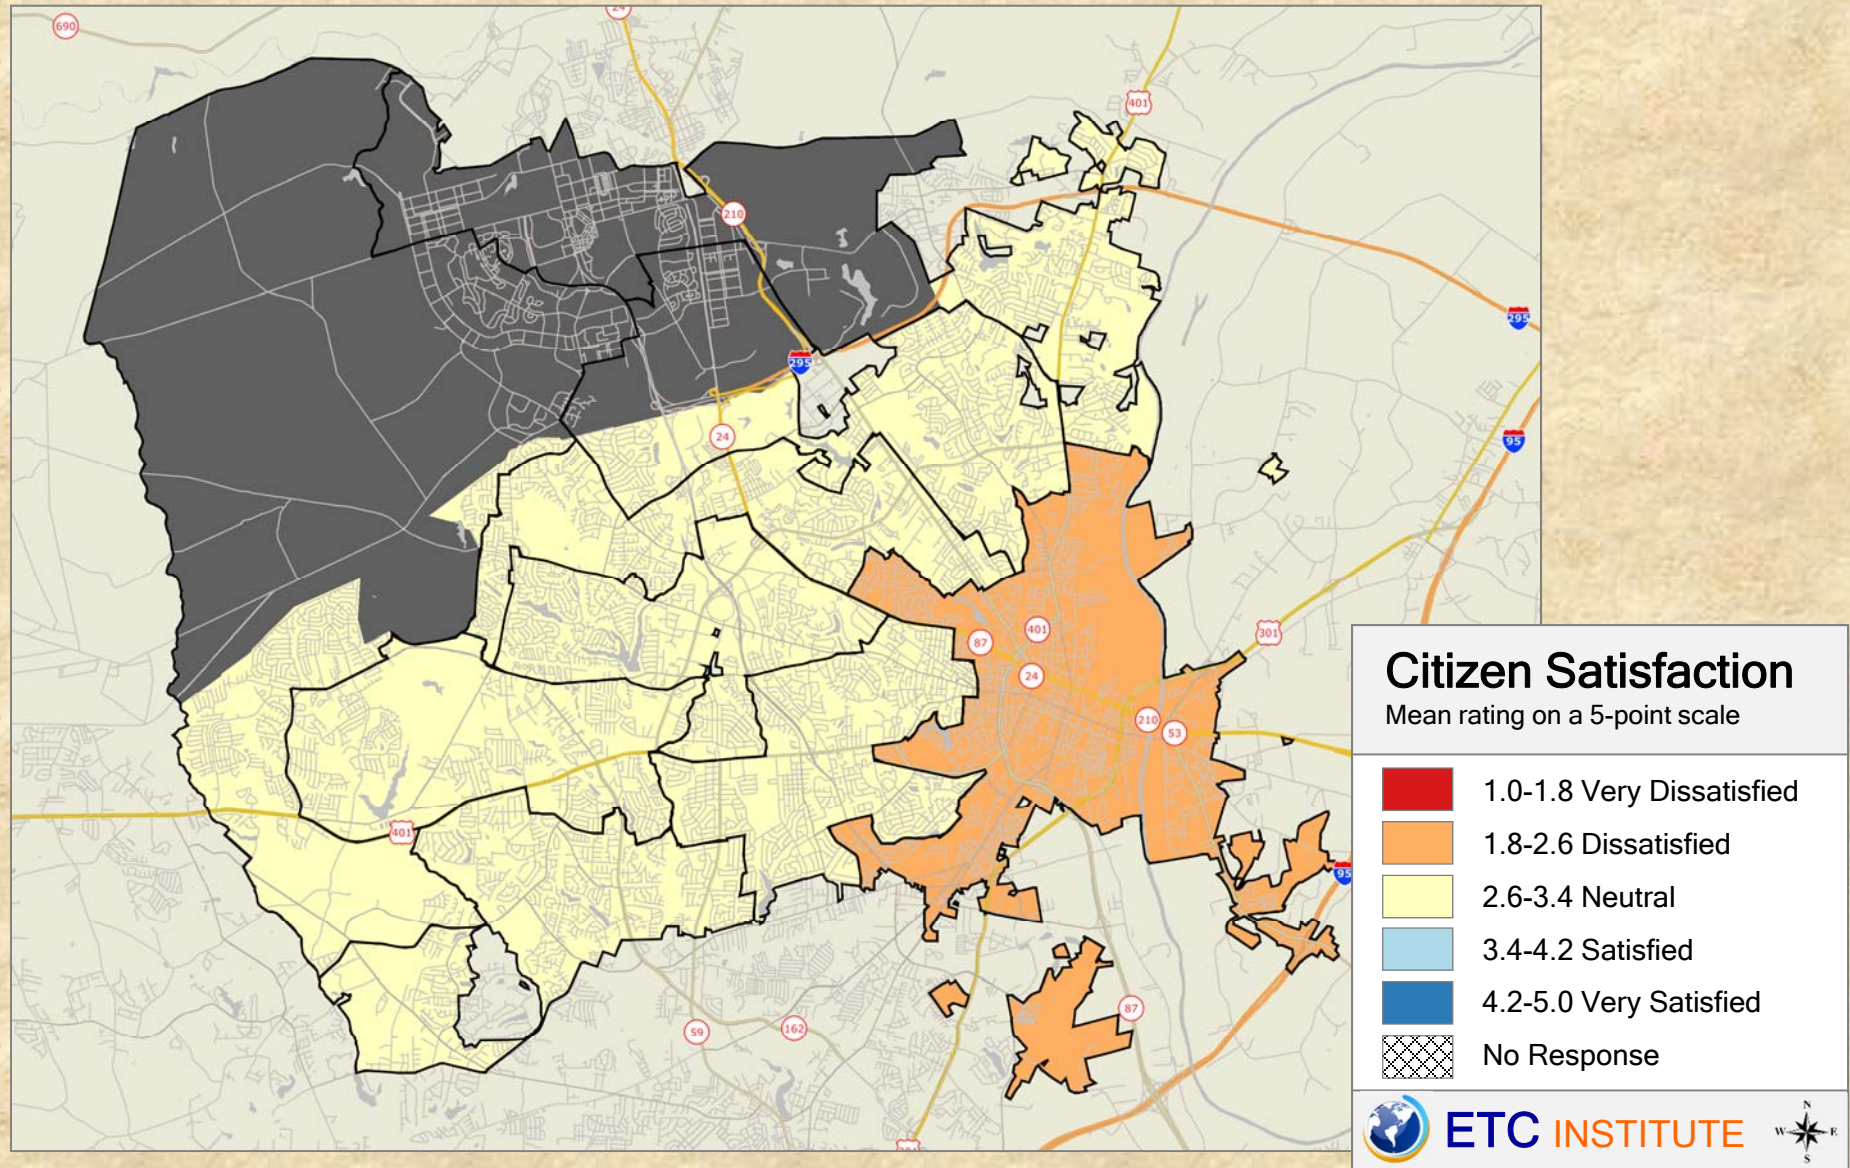 24
690
401
210
295
295
24
95
401
87
301
24
210
53
401
95
87
59
162
Citizen Satisfaction
Mean rating on a 5-point scale
1.0-1.8 Very Dissatisfied
1.8-2.6 Dissatisfied
2.6-3.4 Neutral
3.4-4.2 Satisfied
4.2-5.0 Very Satisfied
No Response
ETC INSTITUTE
N
W E
S